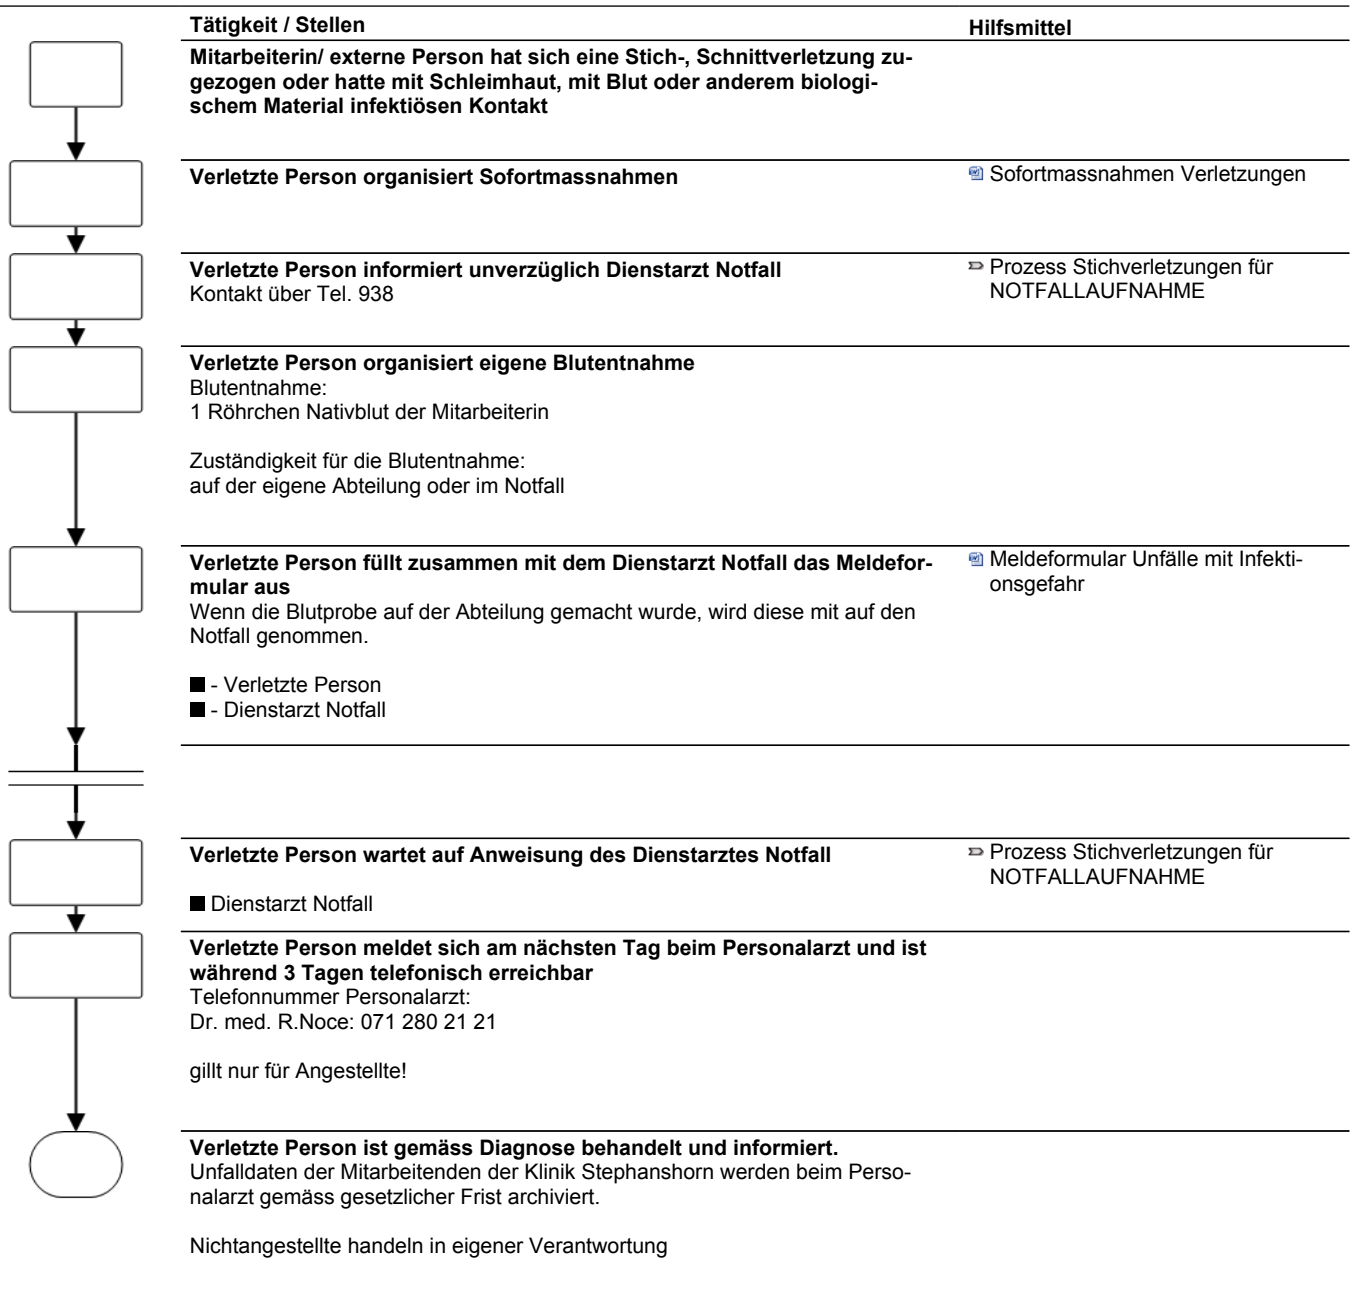 Tätigkeit / Stellen
Hilfsmittel
Mitarbeiterin/ externe Person hat sich eine Stich-, Schnittverletzung zu-
gezogen oder hatte mit Schleimhaut, mit Blut oder anderem biologi-
schem Material infektiösen Kontakt
Verletzte Person organisiert Sofortmassnahmen
Sofortmassnahmen Verletzungen
Verletzte Person informiert unverzüglich Dienstarzt Notfall
Kontakt über Tel. 938
Prozess Stichverletzungen für
NOTFALLAUFNAHME
Verletzte Person organisiert eigene Blutentnahme
Blutentnahme:
1 Röhrchen Nativblut der Mitarbeiterin
Zuständigkeit für die Blutentnahme:
auf der eigene Abteilung oder im Notfall
Verletzte Person füllt zusammen mit dem Dienstarzt Notfall das Meldefor-
mular aus
Wenn die Blutprobe auf der Abteilung gemacht wurde, wird diese mit auf den
Notfall genommen.
- Verletzte Person
- Dienstarzt Notfall
Meldeformular Unfälle mit Infekti-
onsgefahr
Verletzte Person wartet auf Anweisung des Dienstarztes Notfall
Dienstarzt Notfall
Prozess Stichverletzungen für
NOTFALLAUFNAHME
Verletzte Person meldet sich am nächsten Tag beim Personalarzt und ist
während 3 Tagen telefonisch erreichbar
Telefonnummer Personalarzt:
Dr. med. R.Noce: 071 280 21 21
gillt nur für Angestellte!
Verletzte Person ist gemäss Diagnose behandelt und informiert.
Unfalldaten der Mitarbeitenden der Klinik Stephanshorn werden beim Perso-
nalarzt gemäss gesetzlicher Frist archiviert.
Nichtangestellte handeln in eigener Verantwortung